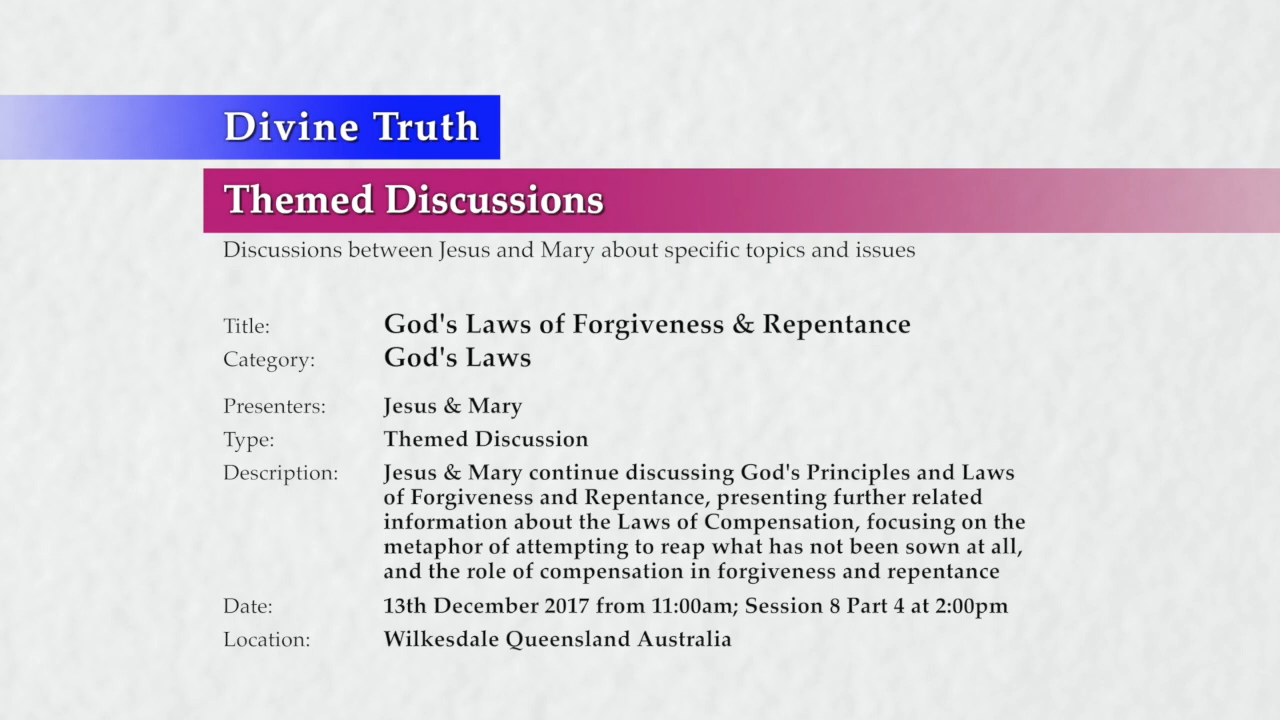 Divine Truth
Themed Discussions
Discussions between Jesus and Mary about specific topics and issues
Title: God's Laws of Forgiveness & Repentance
Category: God's Laws
Presenters: Jesus & Mary
Type: Themed Discussion
Description: Jesus & Mary continue discussing God's Principles and Laws
of Forgiveness and Repentance, presenting further related
information about the Laws of Compensation, focusing on the
metaphor of attempting to reap what has not been sown at all,
and the role of compensation in forgiveness and repentance
Date: 13th December 2017 from 11:00am; Session 8 Part 4 at 2:00pm
Location: Wilkesdale Queensland Australia